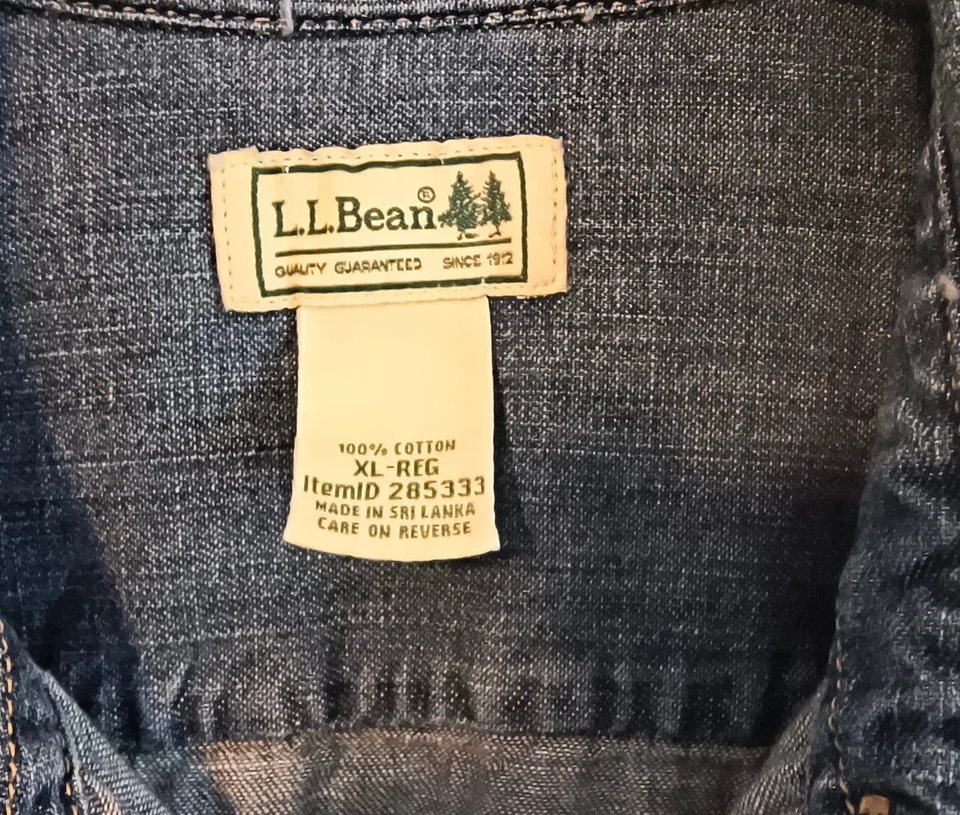 L.L.Bean®
QUALITY GUARANTEED SINCE 1912
100% COTTON
XL-REG
ItemID 285333
MADE IN SRI LANKA
CARE ON REVERSE